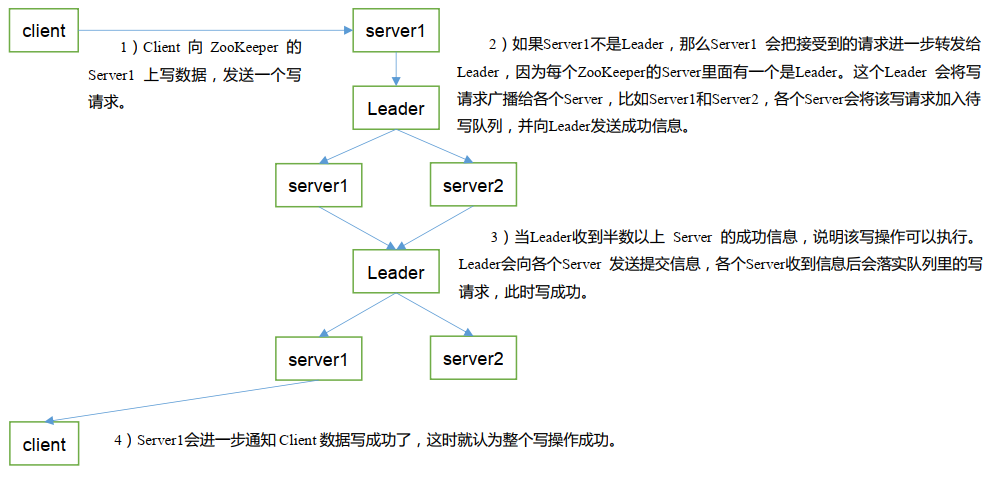 client
server1
1）Client 向 ZooKeeper 的
Server1 上写数据，发送一个写
请求。
2）如果Server1不是Leader，那么Server1 会把接受到的请求进一步转发给
Leader，因为每个ZooKeeper的Server里面有一个是Leader。这个Leader 会将写
请求广播给各个Server，比如Server1和Server2，各个Server会将该写请求加入待
写队列，并向Leader发送成功信息。
Leader
server1
server2
3）当Leader收到半数以上 Server 的成功信息，说明该写操作可以执行。
Leader会向各个Server 发送提交信息，各个Server收到信息后会落实队列里的写
请求，此时写成功。
Leader
server1
server2
client
4）Server1会进一步通知 Client 数据写成功了，这时就认为整个写操作成功。